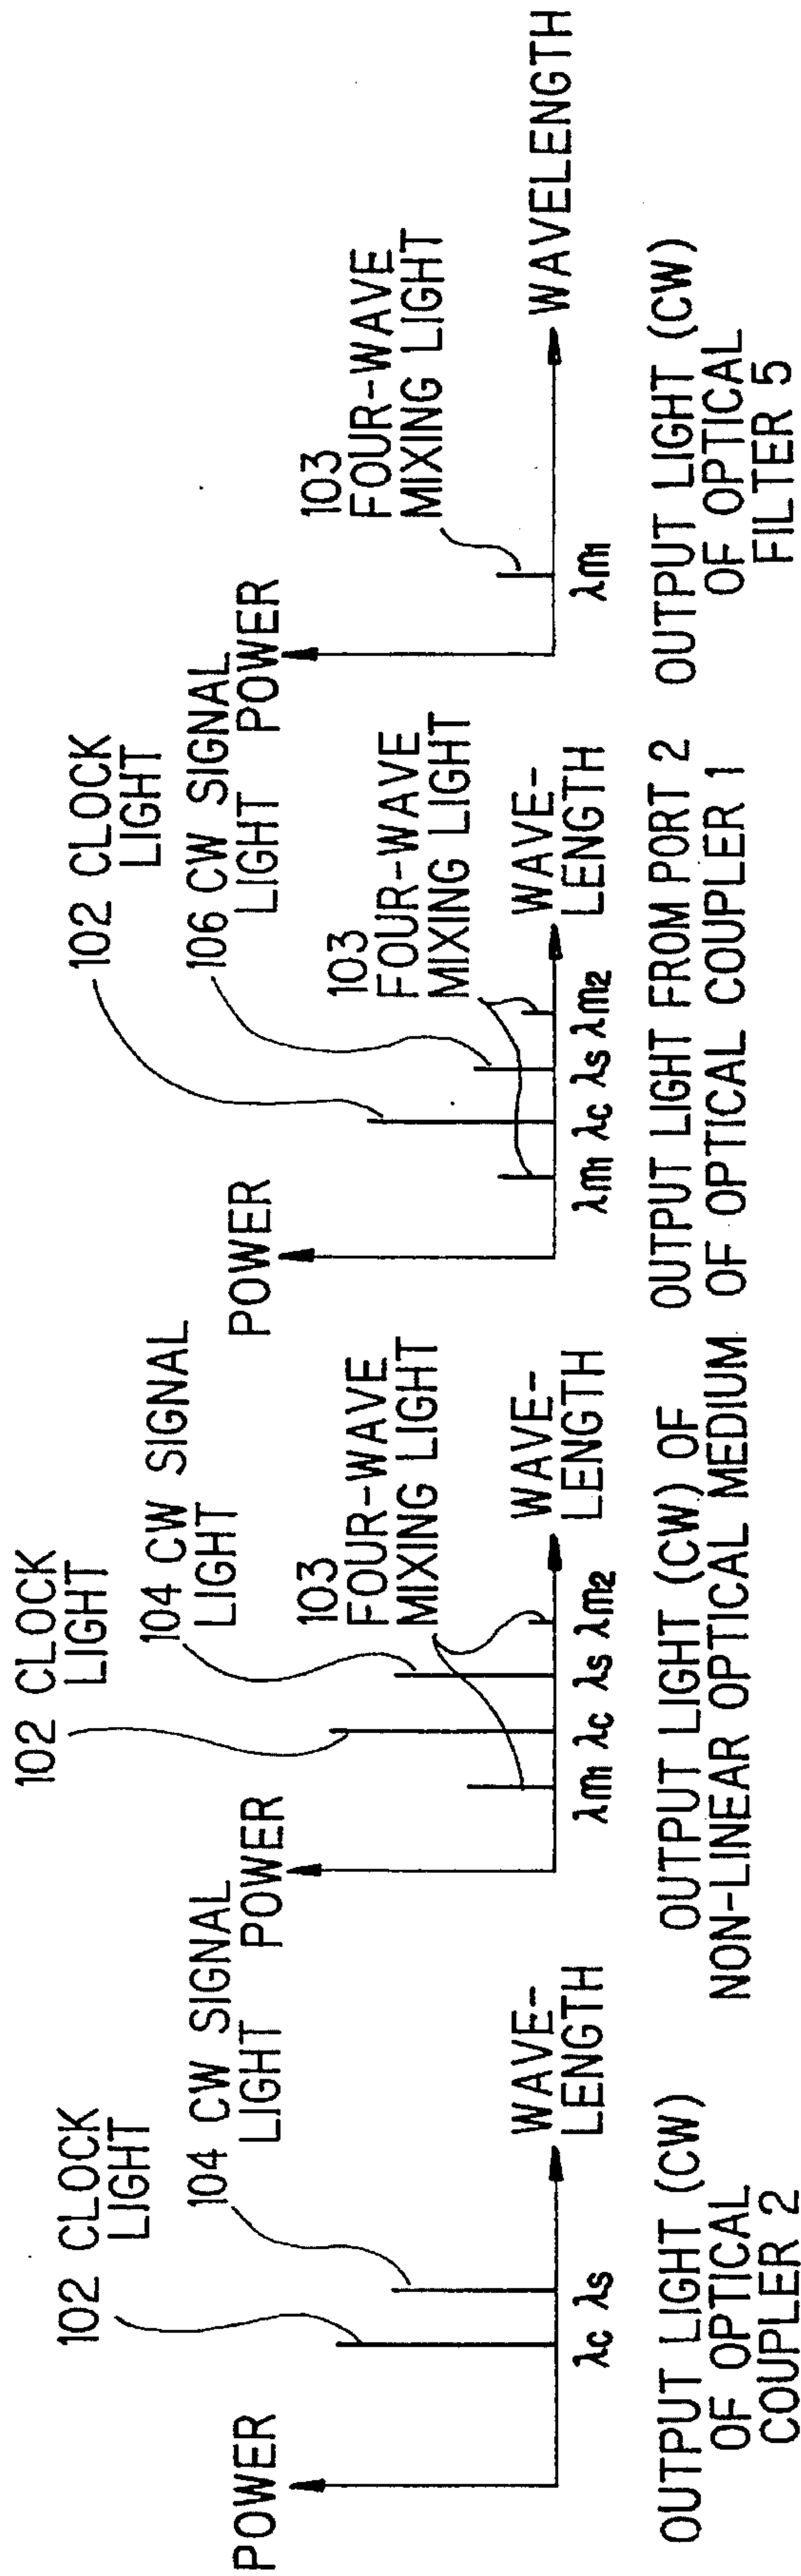 POWER
102 CLOCK
LIGHT
104 CW SIGNAL
LIGHT
λc λs
WAVE-
LENGTH
OUTPUT LIGHT (CW)
OF OPTICAL
COUPLER 2
POWER
102 CLOCK
LIGHT
104 CW SIGNAL
LIGHT
103
FOUR-WAVE
MIXING LIGHT
λm1 λc λs λm2
WAVE-
LENGTH
OUTPUT LIGHT (CW) OF
NON-LINEAR OPTICAL MEDIUM
POWER
102 CLOCK
LIGHT
106 CW SIGNAL
LIGHT
103
FOUR-WAVE
MIXING LIGHT
λm1 λc λs λm2
WAVE-
LENGTH
OUTPUT LIGHT FROM PORT 2
OF OPTICAL COUPLER 1
POWER
103
FOUR-WAVE
MIXING LIGHT
λm1
WAVELENGTH
OUTPUT LIGHT (CW)
OF OPTICAL
FILTER 5